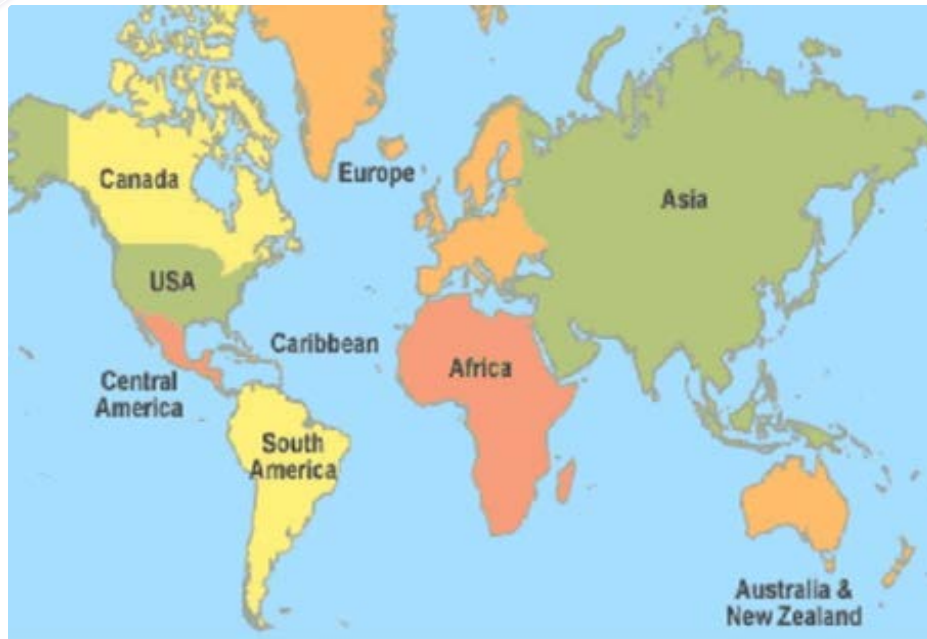 Canada
Europe
Asia
USA
Caribbean
Africa
Central
America
South
America
Australia &
New Zealand